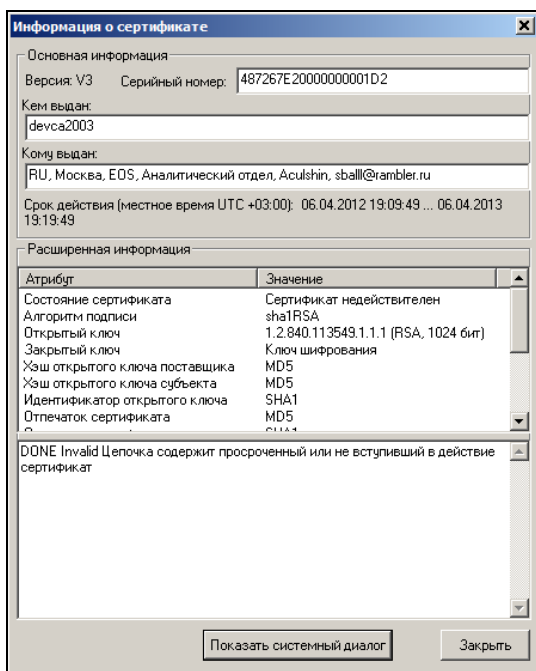 Информация о сертификате
Основная информация
Версия: V3 Серийный номер: 487267E20000000001D2
Кем выдан:
devca2003
Кому выдан:
RU, Москва, EOS, Аналитический отдел, Aculshin, sballl@rambler.ru
Срок действия (местное время UTC +03:00): 06.04.2012 19:09:49 ... 06.04.2013
19:19:49
Расширенная информация
Атрибут Значение
Состояние сертификата Сертификат недействителен
Алгоритм подписи sha1RSA
Открытый ключ 1.2.840.113549.1.1.1 (RSA, 1024 бит)
Закрытый ключ Ключ шифрования
Хэш открытого ключа поставщика MD5
Хэш открытого ключа субъекта MD5
Идентификатор открытого ключа SHA1
Отпечаток сертификата MD5
SHA1
DONE Invalid Цепочка содержит просроченный или не вступивший в действие
сертификат
Показать системный диалог Закрыть